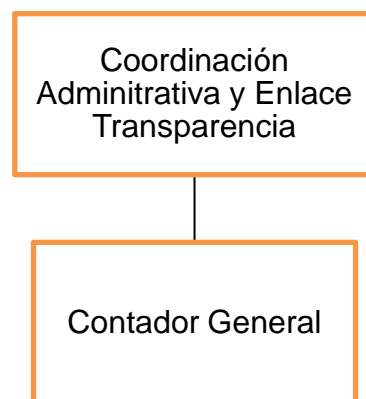 Coordinación
Adminitrativa y Enlace
Transparencia
Contador General